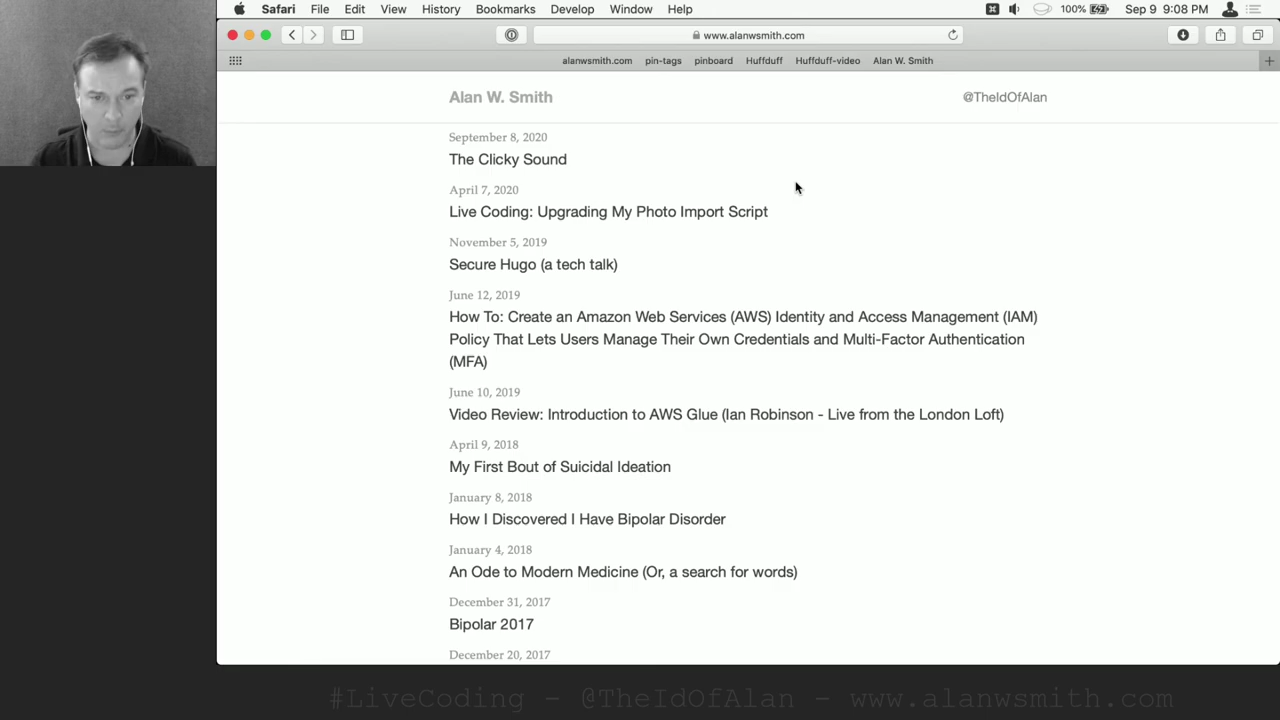 Safari File Edit View History Bookmarks Develop Window Help 100% Sep 9 9:08 PM
www.alanwsmith.com
alanwsmith.com pin-tags pinboard Huffduff Huffduff-video Alan W. Smith
Alan W. Smith @TheIdOfAlan
September 8, 2020
The Clicky Sound
April 7, 2020
Live Coding: Upgrading My Photo Import Script
November 5, 2019
Secure Hugo (a tech talk)
June 12, 2019
How To: Create an Amazon Web Services (AWS) Identity and Access Management (IAM)
Policy That Lets Users Manage Their Own Credentials and Multi-Factor Authentication
(MFA)
June 10, 2019
Video Review: Introduction to AWS Glue (Ian Robinson - Live from the London Loft)
April 9, 2018
My First Bout of Suicidal Ideation
January 8, 2018
How I Discovered I Have Bipolar Disorder
January 4, 2018
An Ode to Modern Medicine (Or, a search for words)
December 31, 2017
Bipolar 2017
December 20, 2017
#LiveCoding - @TheIdOfAlan - www.alanwsmith.com